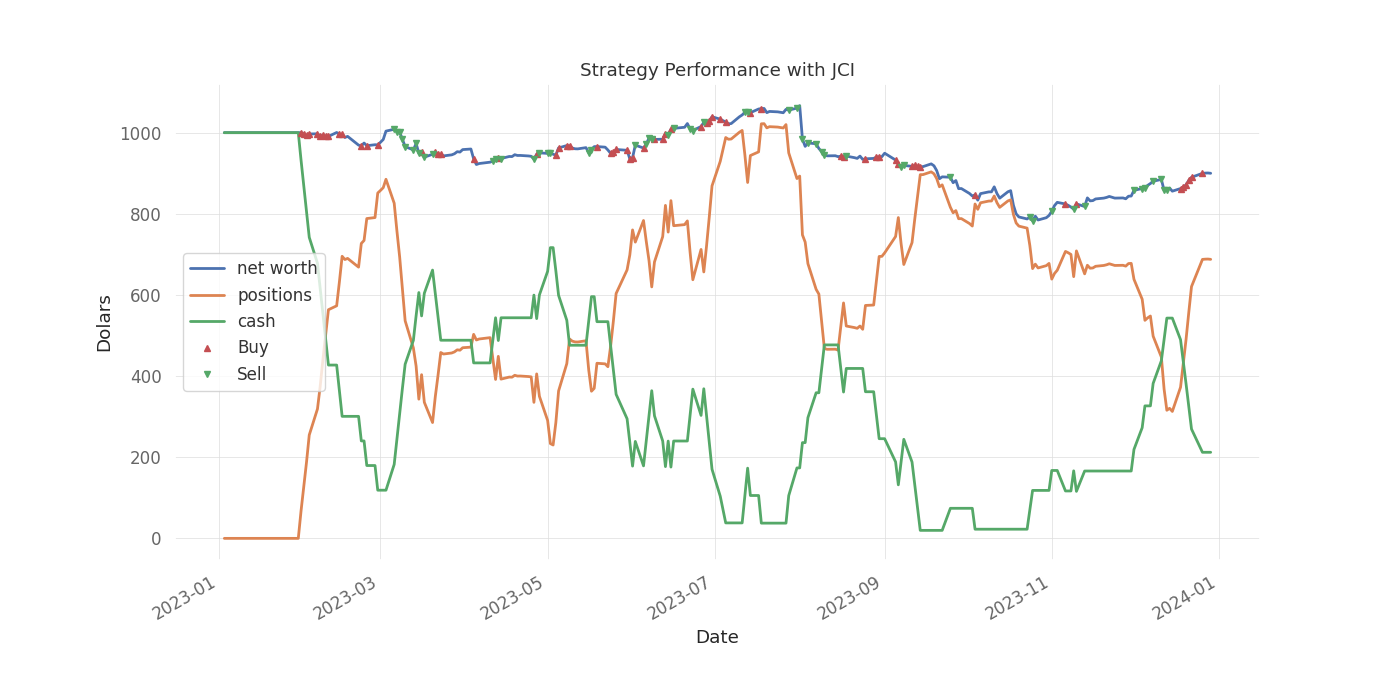 Strategy Performance with JCI
Dolars
1000
800
600
400
200
0
net worth
positions
cash
Buy
Sell
2023-01
2023-03
2023-05
2023-07
2023-09
2023-11
2024-01
Date